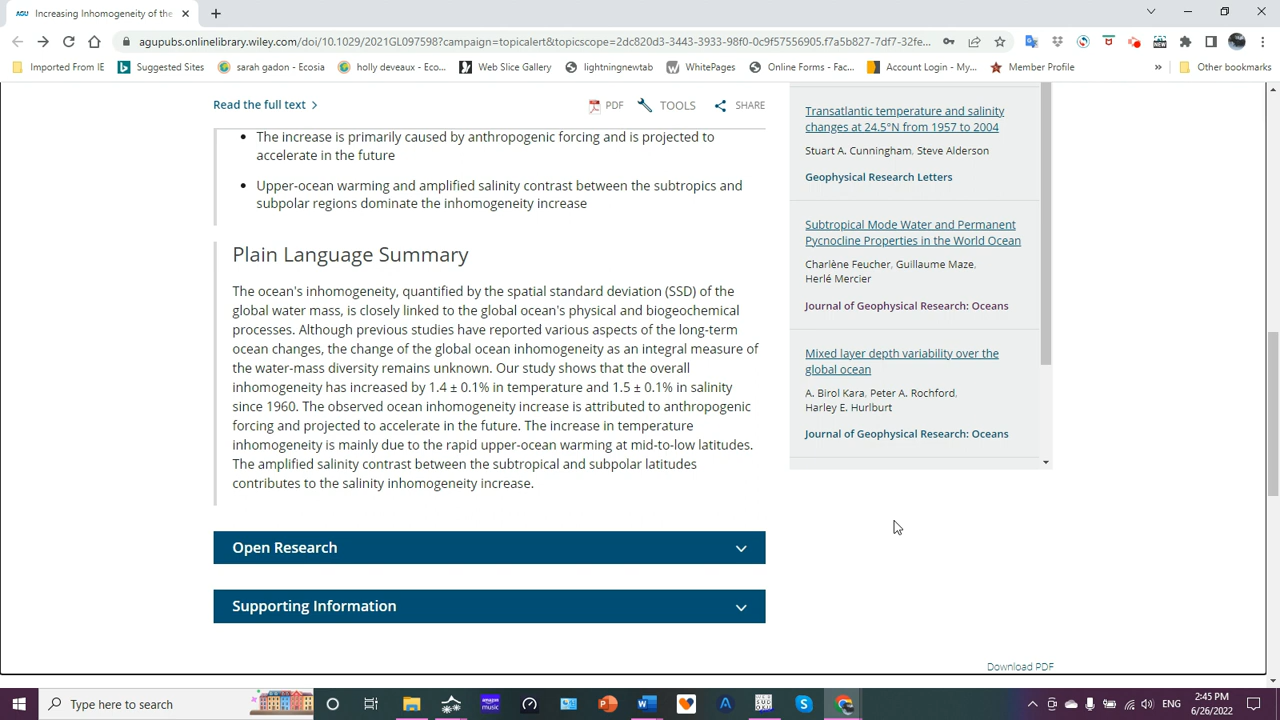 AGU Increasing Inhomogeneity of the
agupubs.onlinelibrary.wiley.com/doi/10.1029/2021GL097598?campaign=topicalert&topicscope=2dc820d3-3443-3933-98f0-0c9f57556905.f7a5b827-7df7-32fe...
Imported From IE
Suggested Sites
sarah gadon - Ecosia
holly deveaux - Eco...
Web Slice Gallery
lightningnewtab
WhitePages
Online Forms - Fac...
Account Login - My...
Member Profile
»
Other bookmarks
Read the full text
PDF
TOOLS
SHARE
• The increase is primarily caused by anthropogenic forcing and is projected to
accelerate in the future
• Upper-ocean warming and amplified salinity contrast between the subtropics and
subpolar regions dominate the inhomogeneity increase
Plain Language Summary
The ocean's inhomogeneity, quantified by the spatial standard deviation (SSD) of the
global water mass, is closely linked to the global ocean's physical and biogeochemical
processes. Although previous studies have reported various aspects of the long-term
ocean changes, the change of the global ocean inhomogeneity as an integral measure of
the water-mass diversity remains unknown. Our study shows that the overall
inhomogeneity has increased by 1.4 ± 0.1% in temperature and 1.5 ± 0.1% in salinity
since 1960. The observed ocean inhomogeneity increase is attributed to anthropogenic
forcing and projected to accelerate in the future. The increase in temperature
inhomogeneity is mainly due to the rapid upper-ocean warming at mid-to-low latitudes.
The amplified salinity contrast between the subtropical and subpolar latitudes
contributes to the salinity inhomogeneity increase.
Open Research
Supporting Information
Transatlantic temperature and salinity
changes at 24.5°N from 1957 to 2004
Stuart A. Cunningham, Steve Alderson
Geophysical Research Letters
Subtropical Mode Water and Permanent
Pycnocline Properties in the World Ocean
Charlène Feucher, Guillaume Maze,
Herlé Mercier
Journal of Geophysical Research: Oceans
Mixed layer depth variability over the
global ocean
A. Birol Kara, Peter A. Rochford,
Harley E. Hurlburt
Journal of Geophysical Research: Oceans
Download PDF
Type here to search
ENG
2:45 PM
6/26/2022